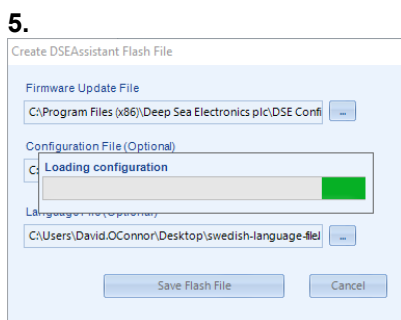 5.
Create DSEAssistant Flash File
Firmware Update File
C:\Program Files (x86)\Deep Sea Electronics plc\DSE Confi
...
Configuration File (Optional)
C:
Loading configuration
Language File (Optional)
C:\Users\David.OConnor\Desktop\swedish-language-file.l
...
Save Flash File
Cancel